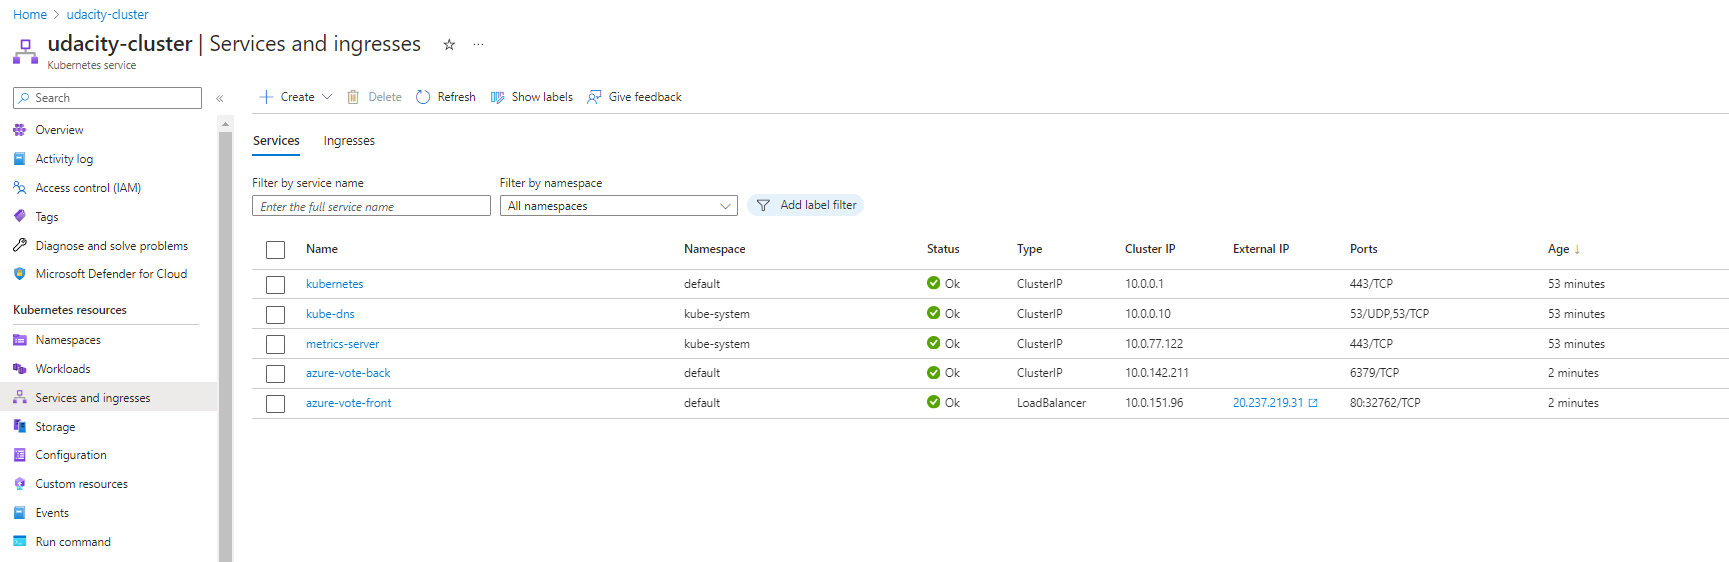 Home > udacity-cluster
udacity-cluster | Services and ingresses ☆ ···
Kubernetes service
Search «
Create Delete Refresh Show labels Give feedback
Overview
Activity log
Access control (IAM)
Tags
Diagnose and solve problems
Microsoft Defender for Cloud
Kubernetes resources
Namespaces
Workloads
Services and ingresses
Storage
Configuration
Custom resources
Events
Run command
Services Ingresses
Filter by service name Filter by namespace
Enter the full service name All namespaces Add label filter
Name Namespace Status Type Cluster IP External IP Ports Age ↓
kubernetes default Ok ClusterIP 10.0.0.1 443/TCP 53 minutes
kube-dns kube-system Ok ClusterIP 10.0.0.10 53/UDP,53/TCP 53 minutes
metrics-server kube-system Ok ClusterIP 10.0.77.122 443/TCP 53 minutes
azure-vote-back default Ok ClusterIP 10.0.142.211 6379/TCP 2 minutes
azure-vote-front default Ok LoadBalancer 10.0.151.96 20.237.219.31 80:32762/TCP 2 minutes